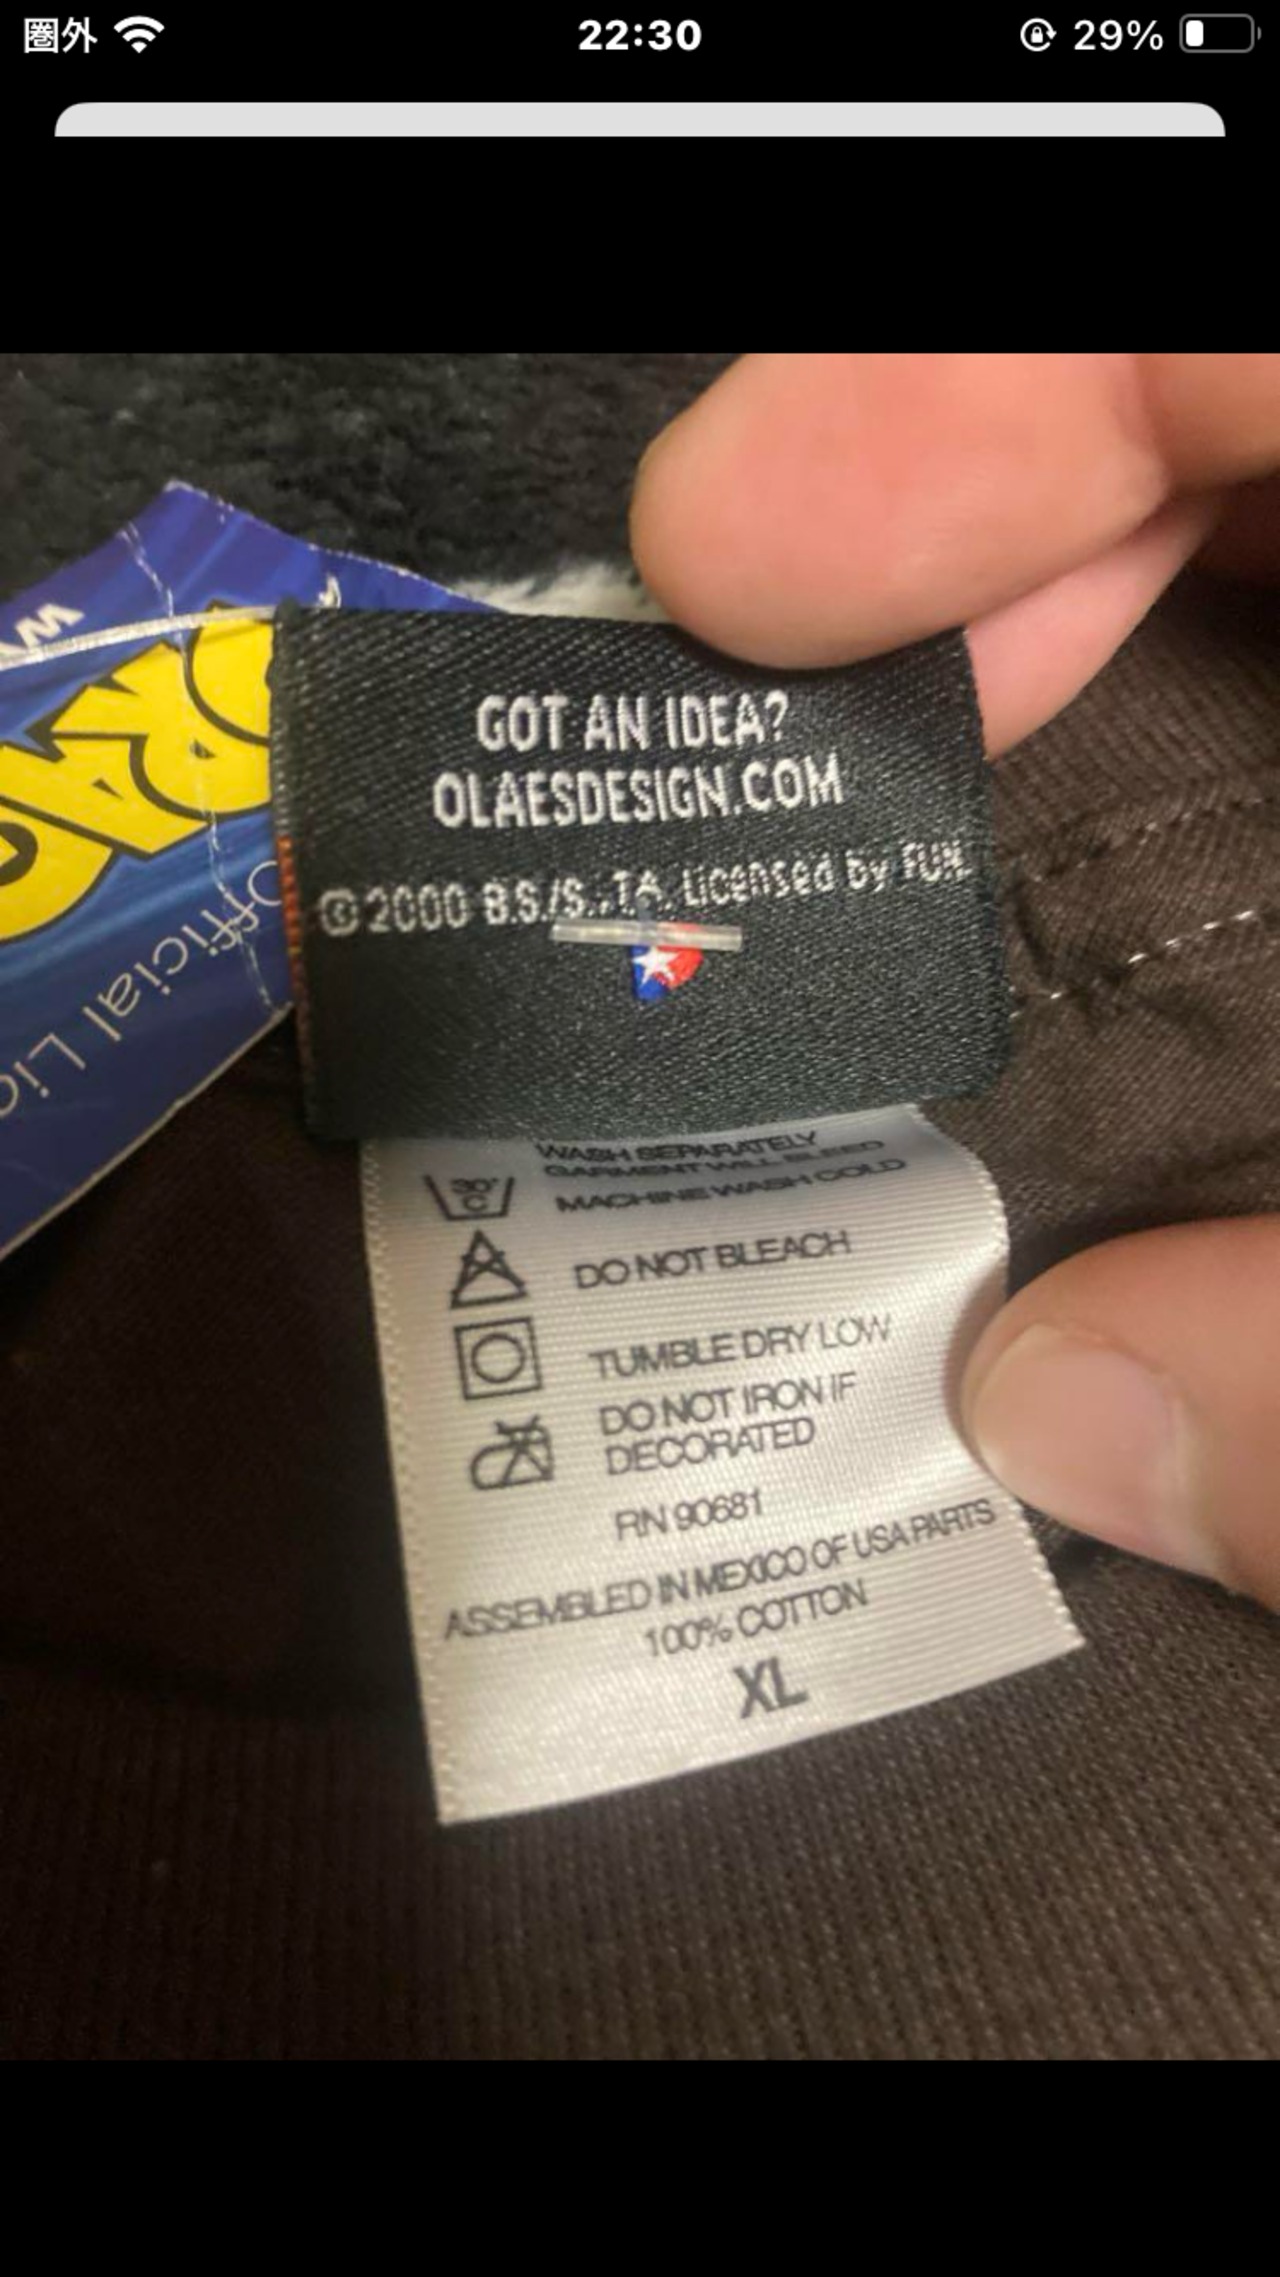 圏外
22:30
29%
Official Lic
GOT AN IDEA?
OLAESDESIGN.COM
©2000 B.S./S.,TA. Licensed by FUN.
WASH SEPARATELY
GARMENT WILL BLEED
30°
C
MACHINE WASH COLD
DO NOT BLEACH
TUMBLE DRY LOW
DO NOT IRON IF
DECORATED
RN 90681
ASSEMBLED IN MEXICO OF USA PARTS
100% COTTON
XL